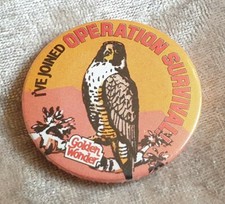 I'VE JOINED OPERATION SURVIVAL
Golden
Wonder